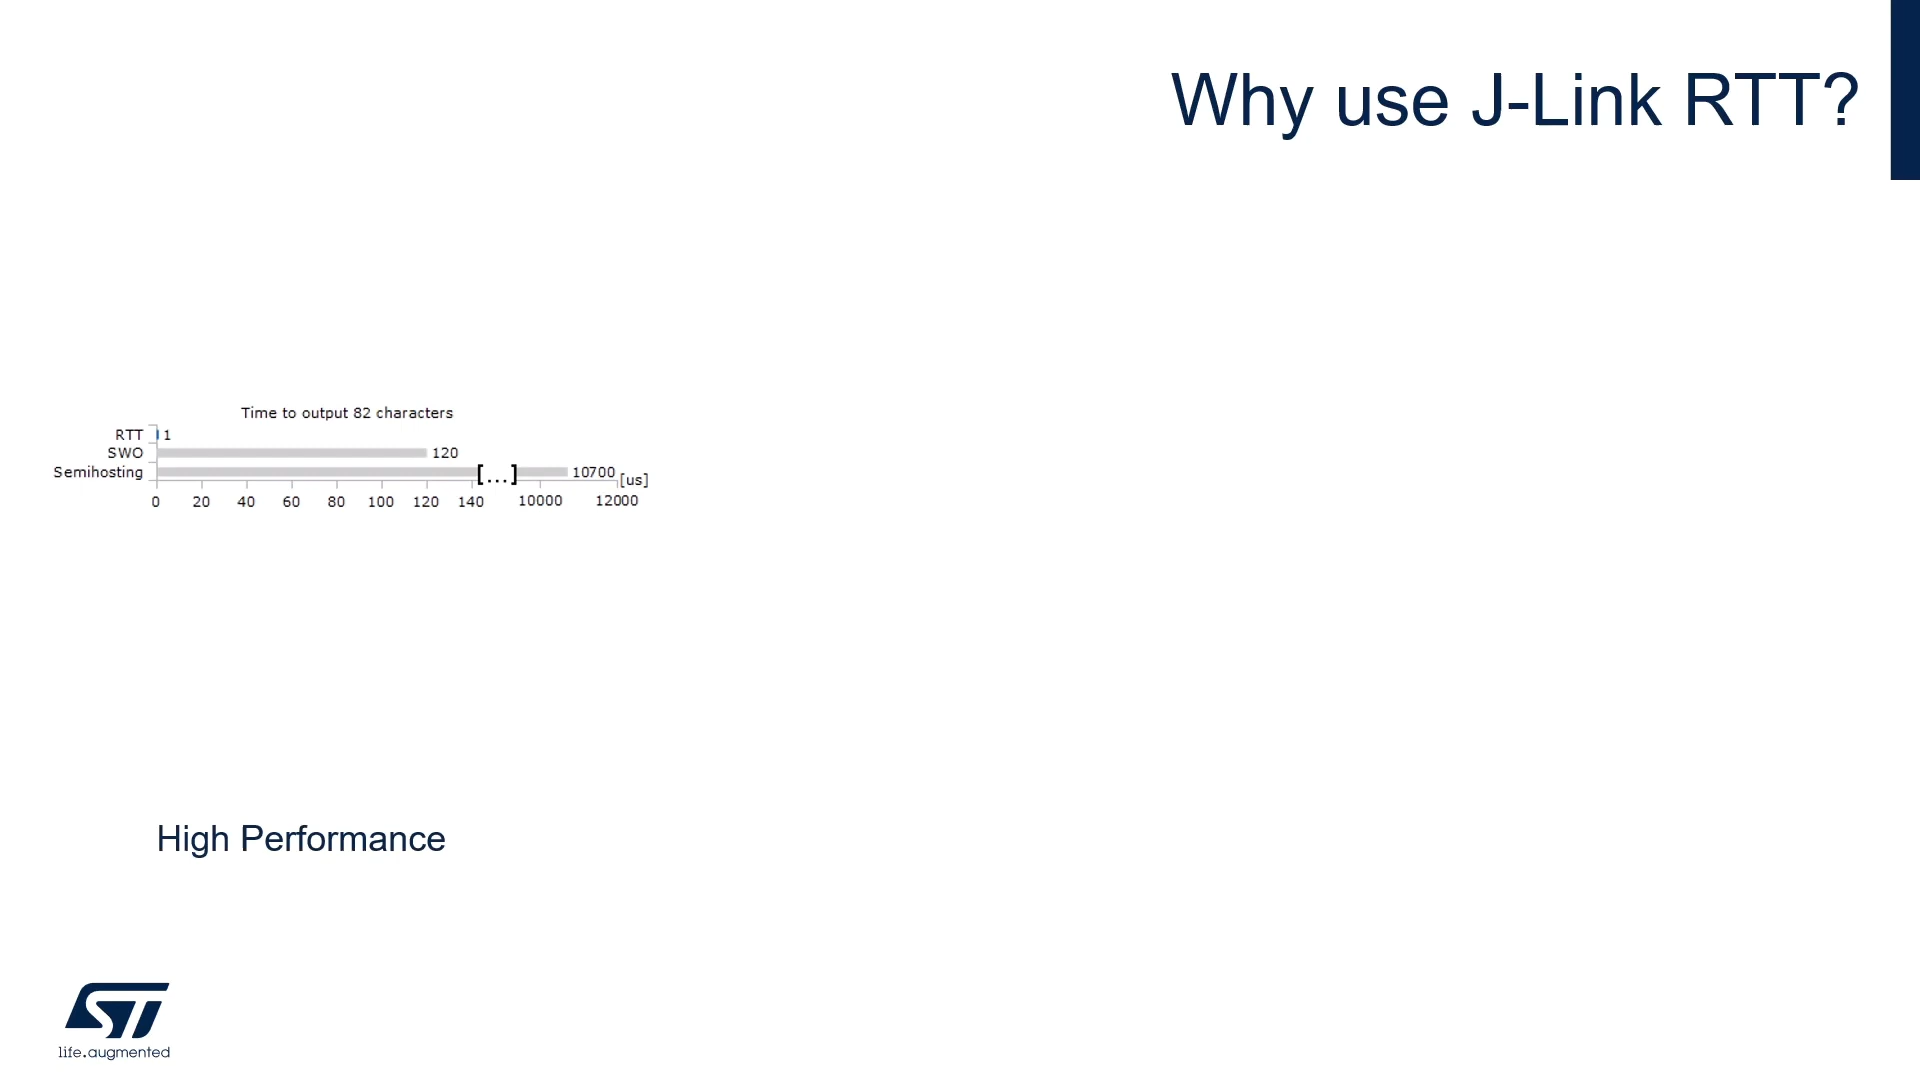 Why use J-Link RTT?
Time to output 82 characters
RTT 1
SWO 120
Semihosting [...] 10700 [us]
0 20 40 60 80 100 120 140 10000 12000
High Performance
ST
life.augmented